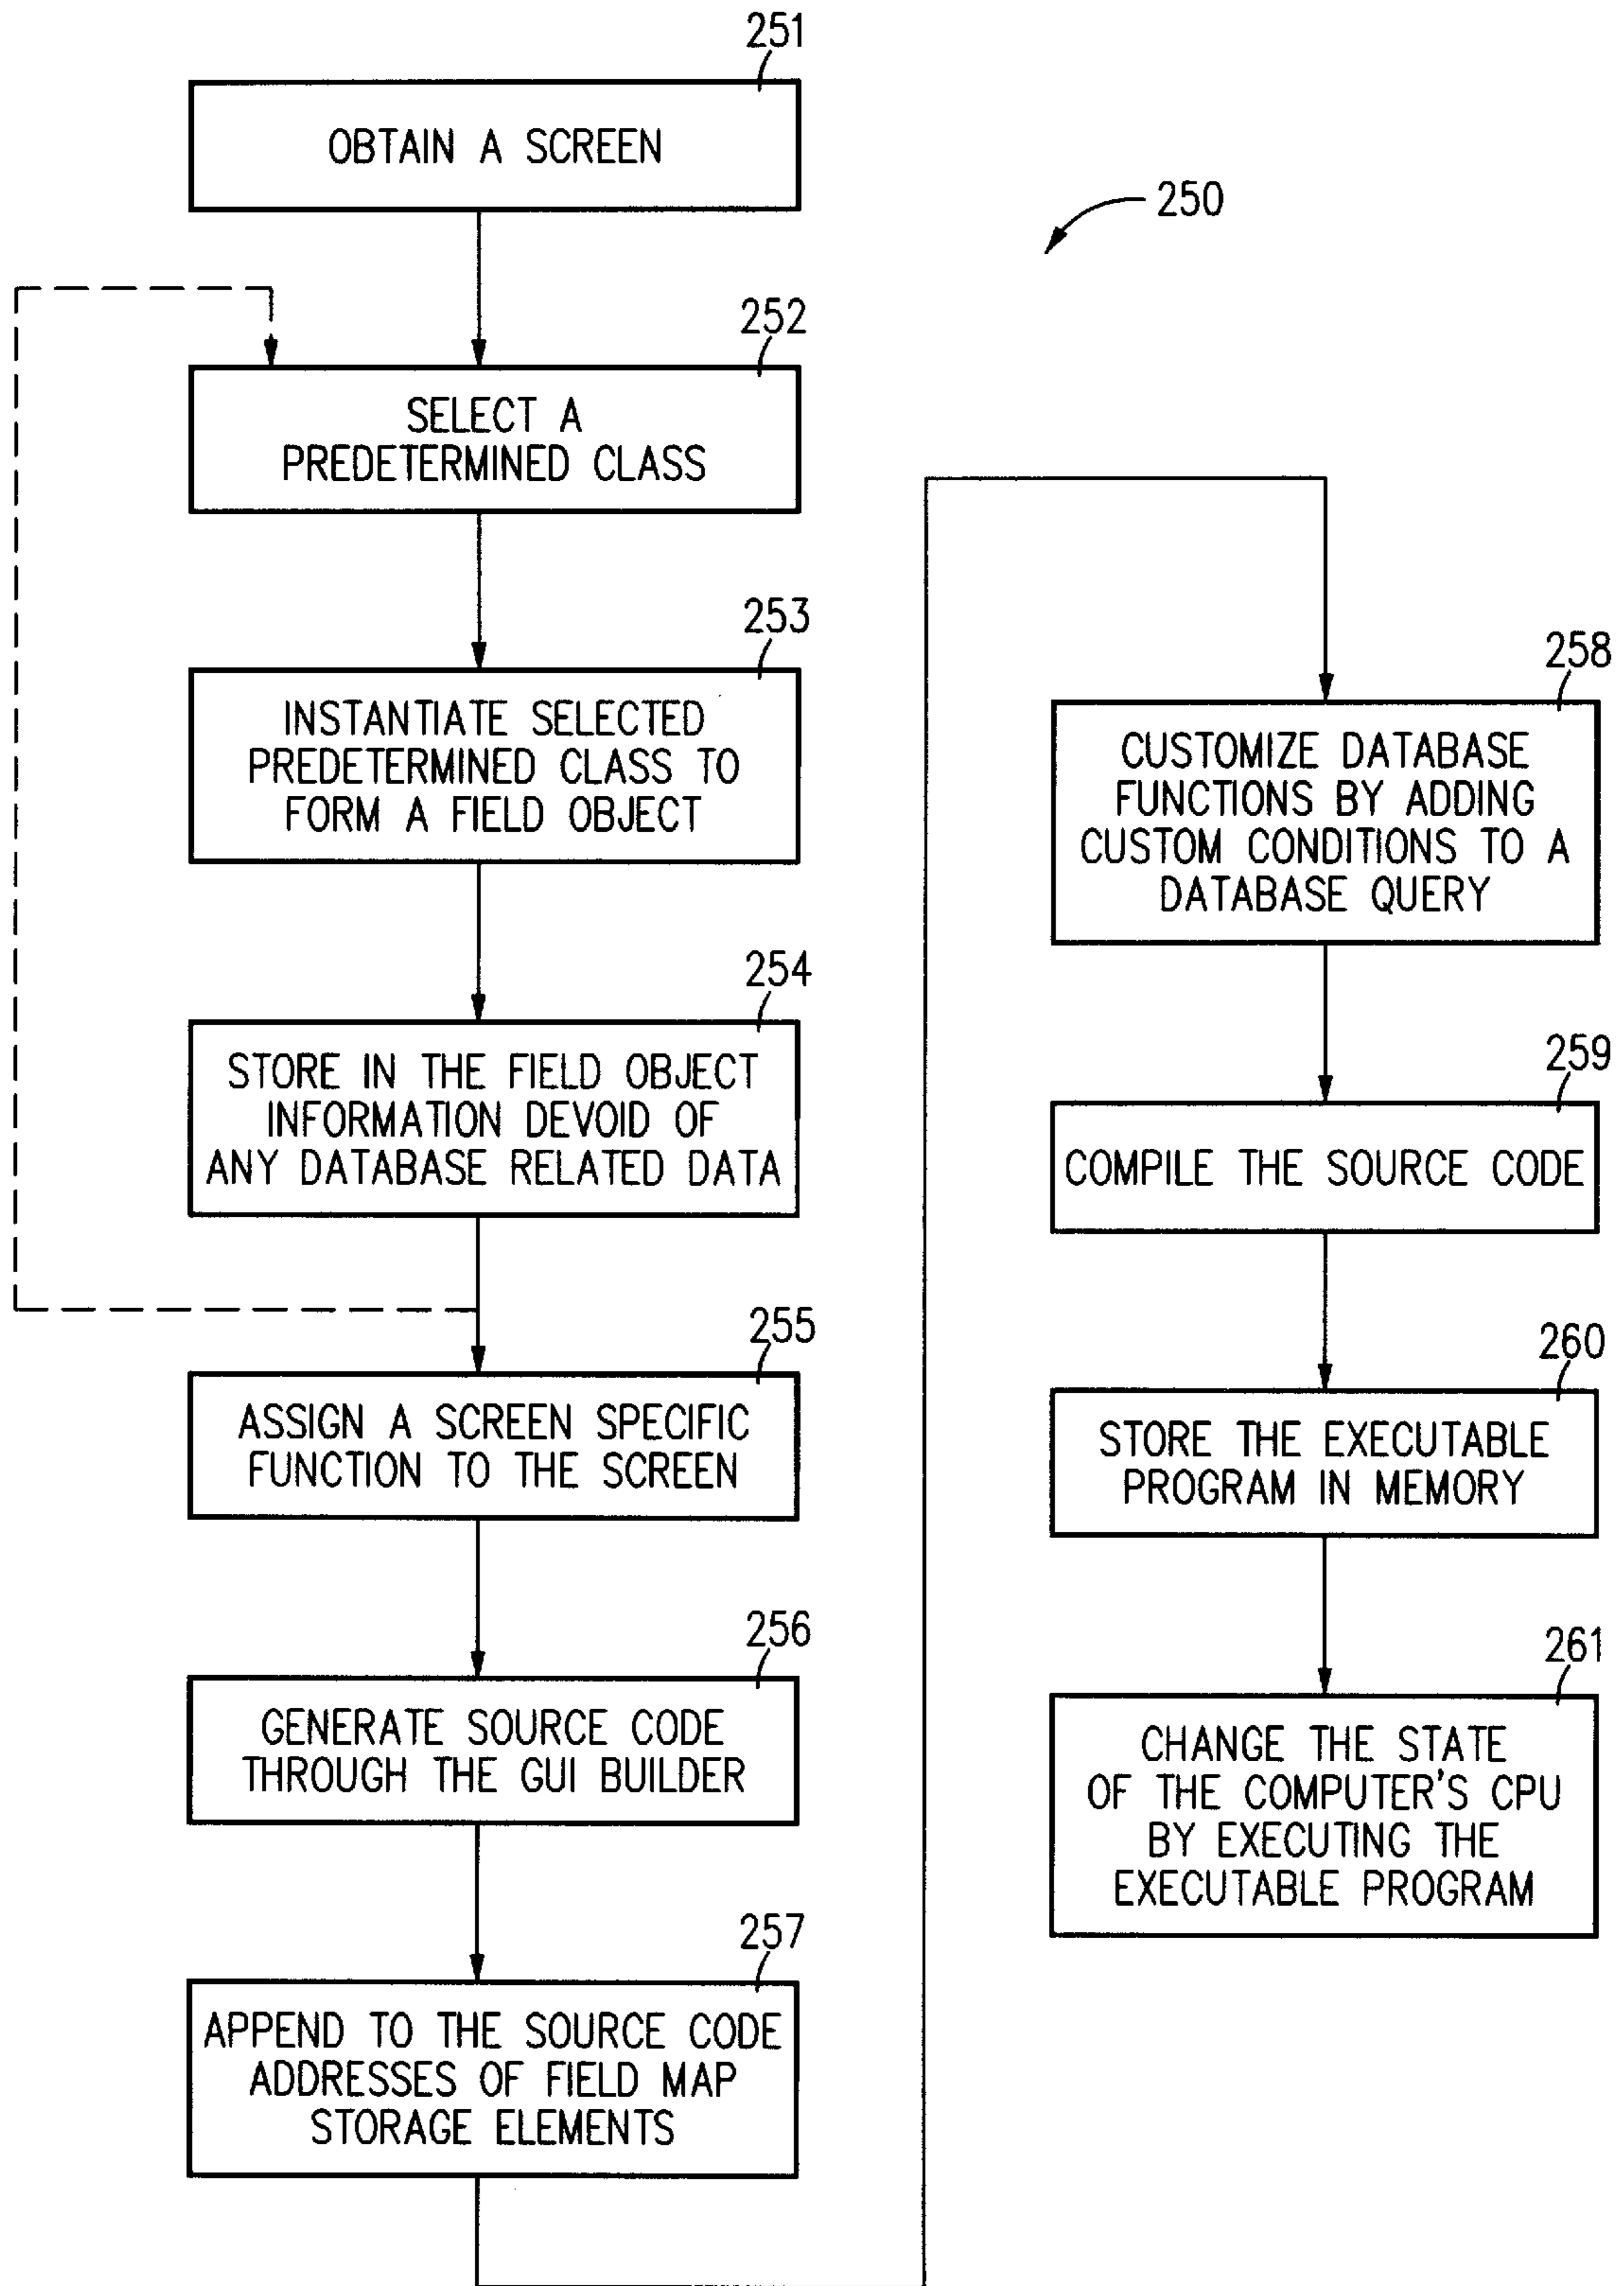 251
OBTAIN A SCREEN
250
252
SELECT A
PREDETERMINED CLASS
253
INSTANTIATE SELECTED
PREDETERMINED CLASS TO
FORM A FIELD OBJECT
254
STORE IN THE FIELD OBJECT
INFORMATION DEVOID OF
ANY DATABASE RELATED DATA
255
ASSIGN A SCREEN SPECIFIC
FUNCTION TO THE SCREEN
256
GENERATE SOURCE CODE
THROUGH THE GUI BUILDER
257
APPEND TO THE SOURCE CODE
ADDRESSES OF FIELD MAP
STORAGE ELEMENTS
258
CUSTOMIZE DATABASE
FUNCTIONS BY ADDING
CUSTOM CONDITIONS TO A
DATABASE QUERY
259
COMPILE THE SOURCE CODE
260
STORE THE EXECUTABLE
PROGRAM IN MEMORY
261
CHANGE THE STATE
OF THE COMPUTER'S CPU
BY EXECUTING THE
EXECUTABLE PROGRAM